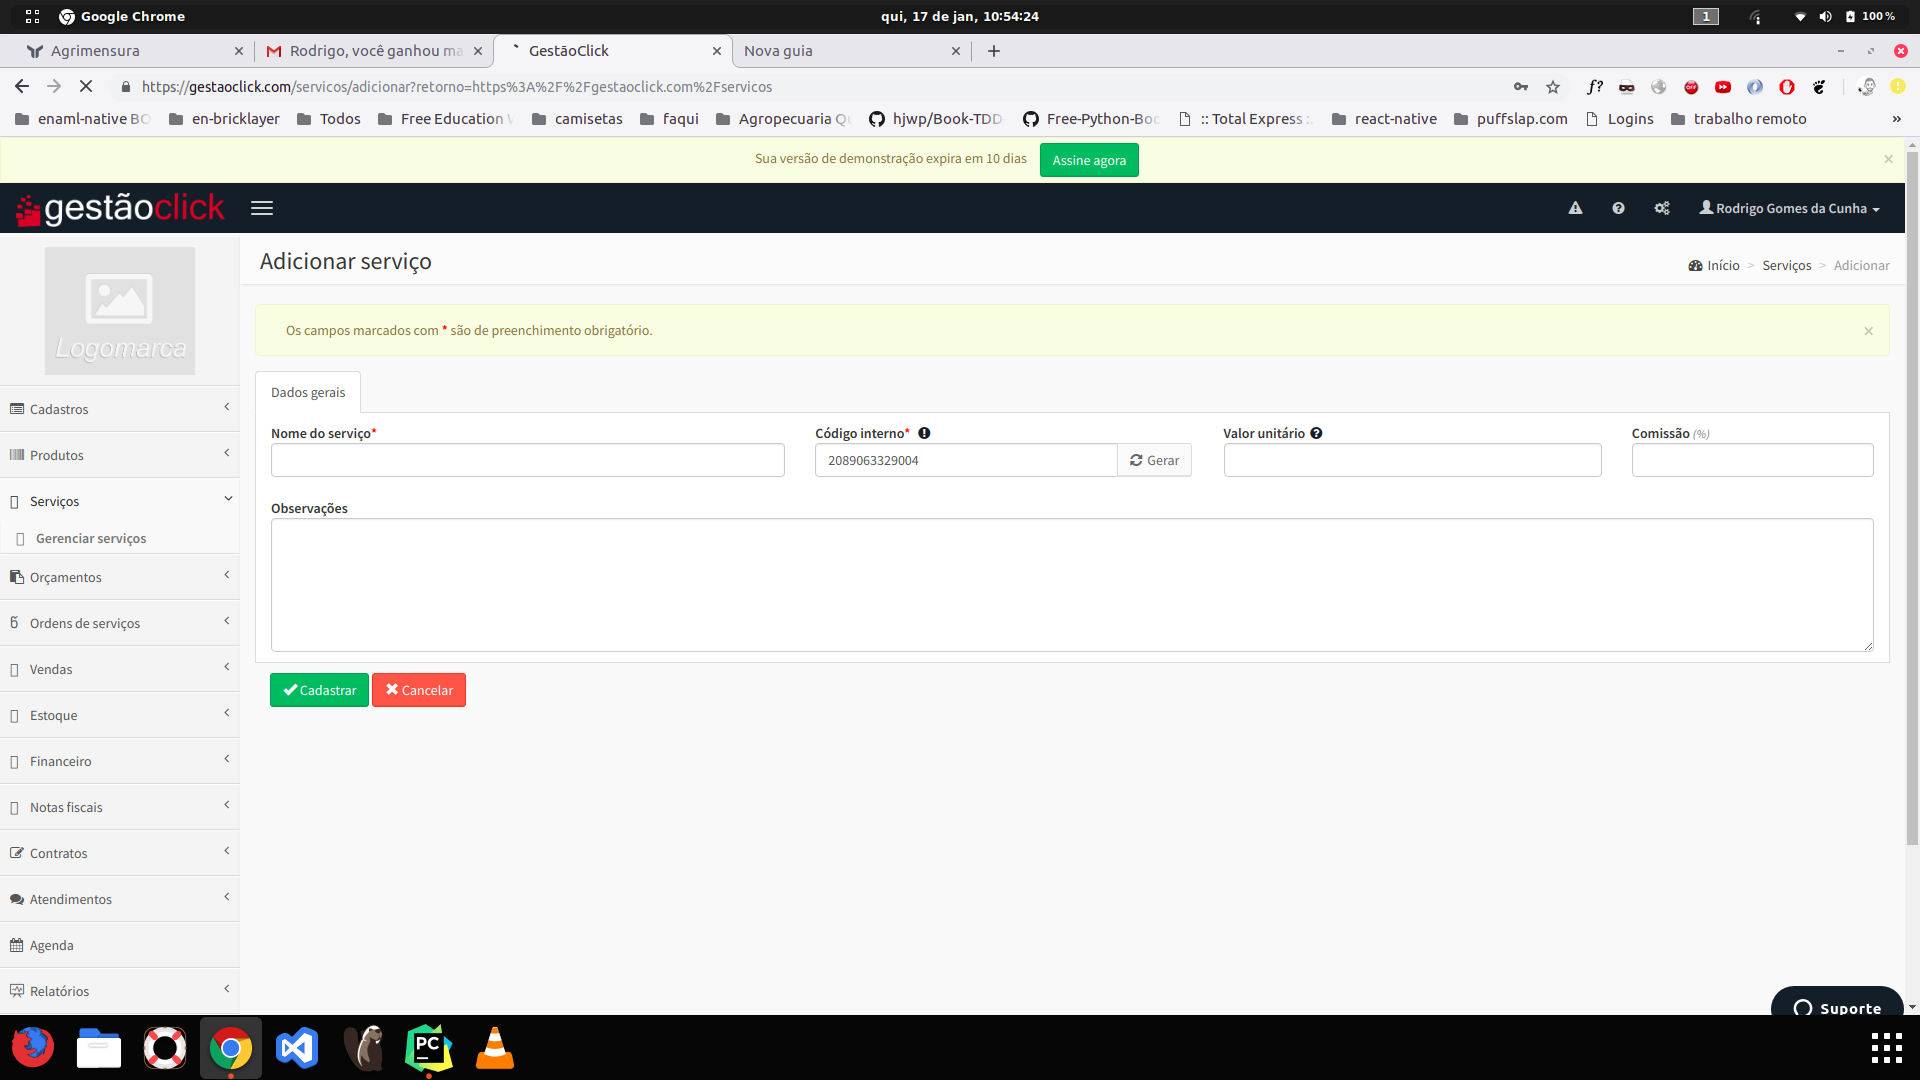 Google Chrome
qui, 17 de jan, 10:54:24
1
100 %
Agrimensura
Rodrigo, você ganhou ma
GestãoClick
Nova guia
https://gestaoclick.com/servicos/adicionar?retorno=https%3A%2F%2Fgestaoclick.com%2Fservicos
f?
enaml-native BO
en-bricklayer
Todos
Free Education
camisetas
faqui
Agropecuaria Qu
hjwp/Book-TDD-
Free-Python-Boo
:: Total Express ::
react-native
puffslap.com
Logins
trabalho remoto
»
Sua versão de demonstração expira em 10 dias
Assine agora
gestãoclick
Rodrigo Gomes da Cunha
Logomarca
Adicionar serviço
Início > Serviços > Adicionar
Os campos marcados com * são de preenchimento obrigatório.
Dados gerais
Nome do serviço*
Código interno*
Valor unitário
Comissão (%)
2089063329004
Gerar
Observações
Cadastrar
Cancelar
Cadastros
Produtos
Serviços
Gerenciar serviços
Orçamentos
Ordens de serviços
Vendas
Estoque
Financeiro
Notas fiscais
Contratos
Atendimentos
Agenda
Relatórios
Suporte
PC